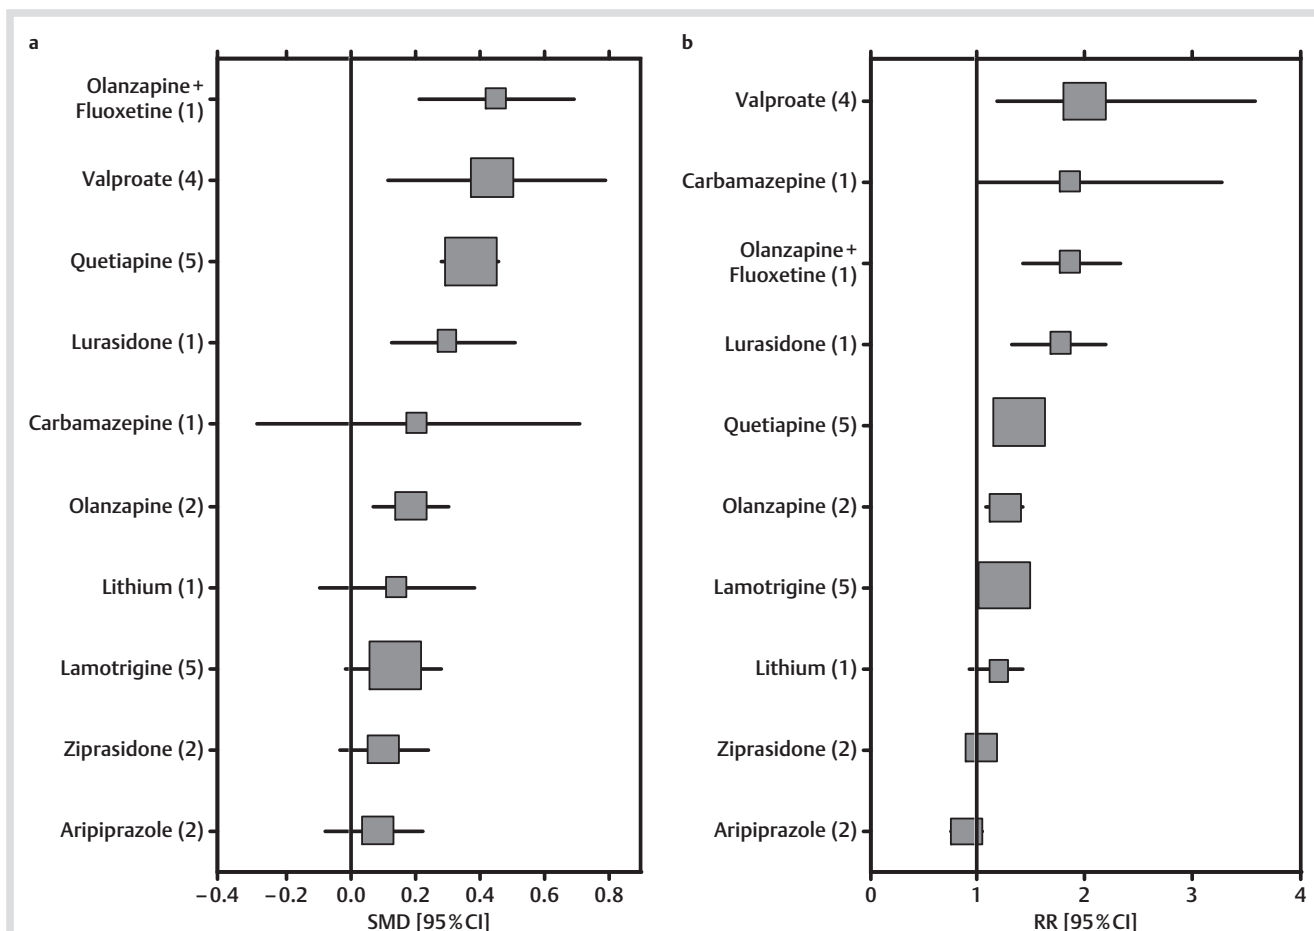 a
Olanzapine+
Fluoxetine (1)
Valproate (4)
Quetiapine (5)
Lurasidone (1)
Carbamazepine (1)
Olanzapine (2)
Lithium (1)
Lamotrigine (5)
Ziprasidone (2)
Aripiprazole (2)
−0.4 −0.2 0.0 0.2 0.4 0.6 0.8
SMD [95%CI]
b
Valproate (4)
Carbamazepine (1)
Olanzapine+
Fluoxetine (1)
Lurasidone (1)
Quetiapine (5)
Olanzapine (2)
Lamotrigine (5)
Lithium (1)
Ziprasidone (2)
Aripiprazole (2)
0 1 2 3 4
RR [95%CI]